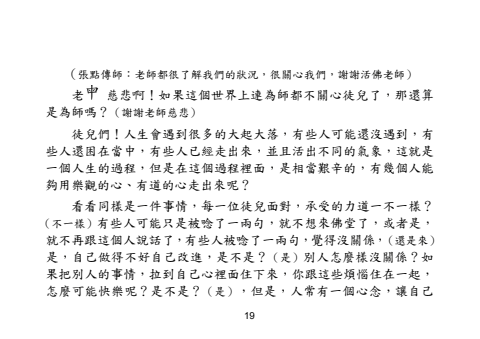 （張點傳師：老師都很了解我們的狀況，很關心我們，謝謝活佛老師）
老申 慈悲啊！如果這個世界上連為師都不關心徒兒了，那還算
是為師嗎？（謝謝老師慈悲）
徒兒們！人生會遇到很多的大起大落，有些人可能還沒遇到，有
些人還困在當中，有些人已經走出來，並且活出不同的氣象，這就是
一個人生的過程，但是在這個過程裡面，是相當艱辛的，有幾個人能
夠用樂觀的心、有道的心走出來呢？
看看同樣是一件事情，每一位徒兒面對，承受的力道一不一樣？
（不一樣）有些人可能只是被唸了一兩句，就不想來佛堂了，或者是，
就不再跟這個人說話了，有些人被唸了一兩句，覺得沒關係，（還是來）
是，自己做得不好自己改進，是不是？（是）別人怎麼樣沒關係？如
果把別人的事情，拉到自己心裡面住下來，你跟這些煩惱住在一起，
怎麼可能快樂呢？是不是？（是），但是，人常有一個心念，讓自己
19